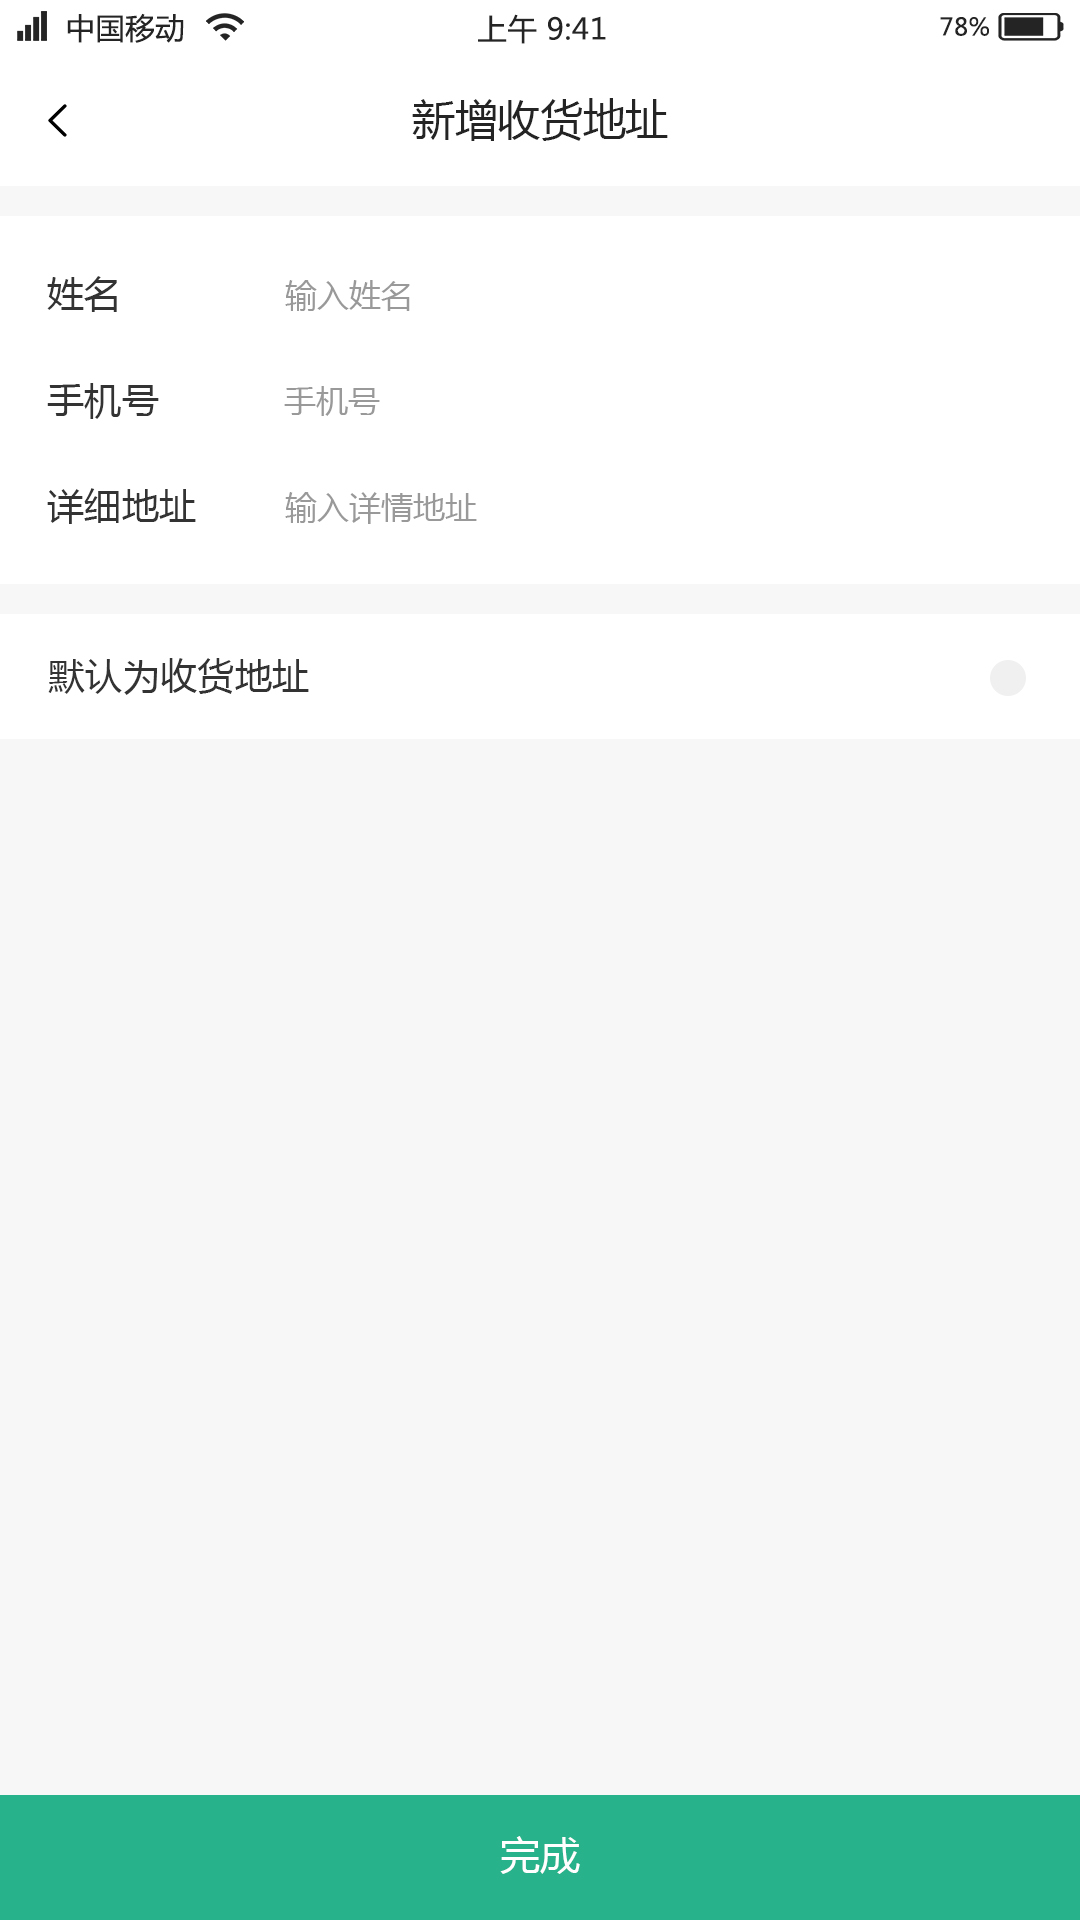 中国移动 上午 9:41 78%
新增收货地址
姓名 输入姓名
手机号 手机号
详细地址 输入详情地址
默认为收货地址
完成